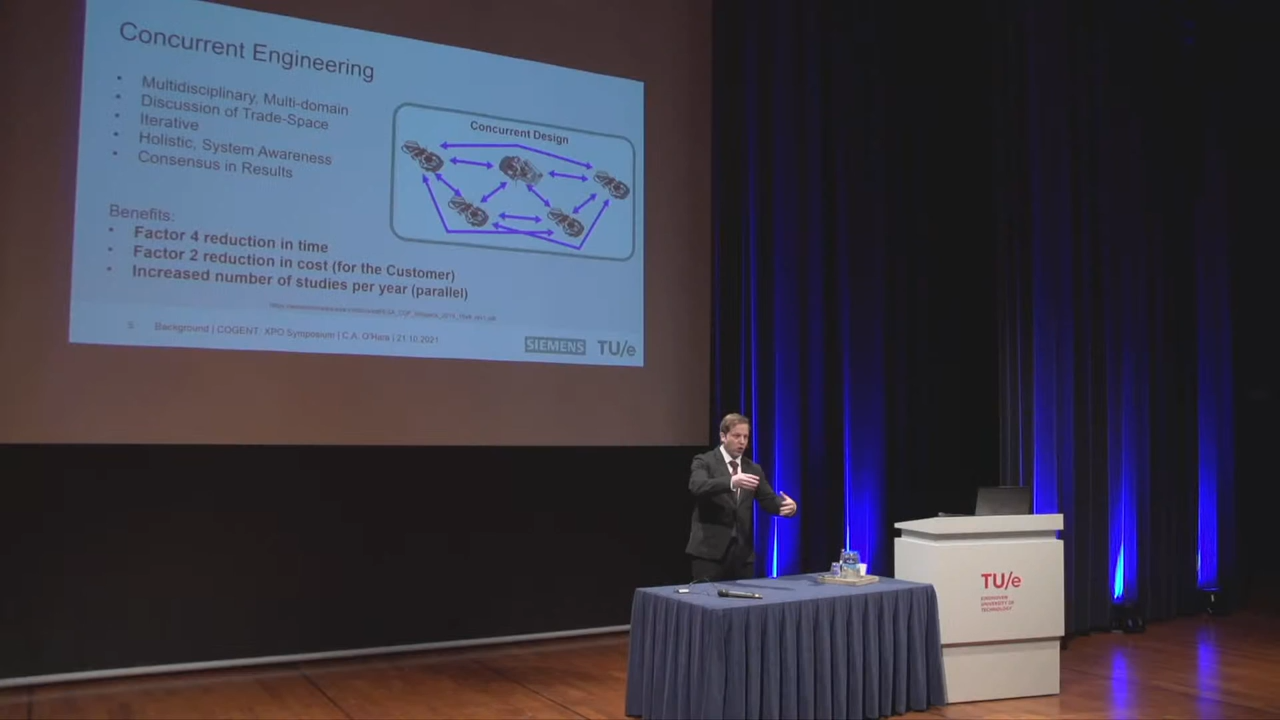 Concurrent Engineering
• Multidisciplinary, Multi-domain
• Discussion of Trade-Space
• Iterative
• Holistic, System Awareness
• Consensus in Results
Concurrent Design
Benefits:
• Factor 4 reduction in time
• Factor 2 reduction in cost (for the Customer)
• Increased number of studies per year (parallel)
5 Background | COGENT: XPO Symposium | C.A. O'Hara | 21.10.2021
SIEMENS TU/e
TU/e
EINDHOVEN
UNIVERSITY OF
TECHNOLOGY